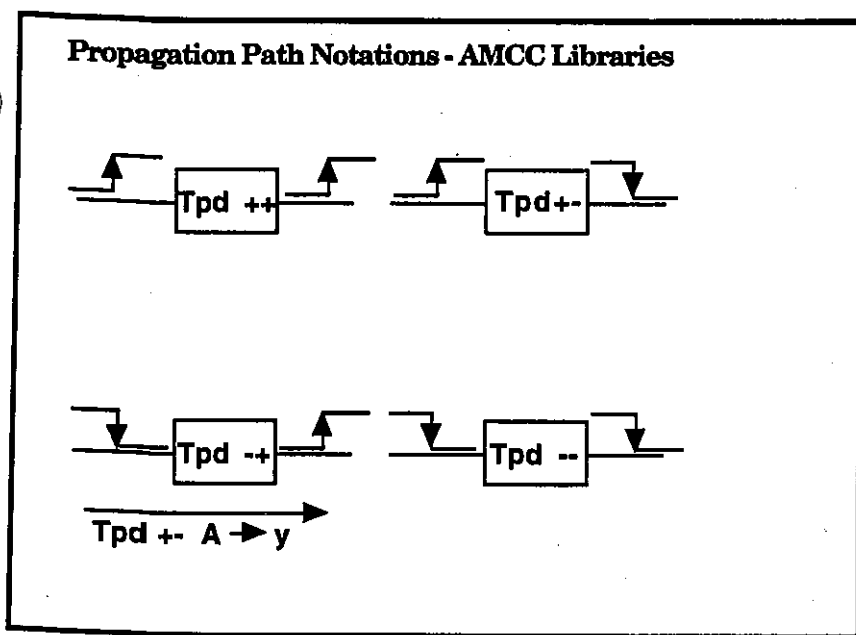 Propagation Path Notations - AMCC Libraries
Tpd ++
Tpd+-
Tpd -+
Tpd --
Tpd +- A → y